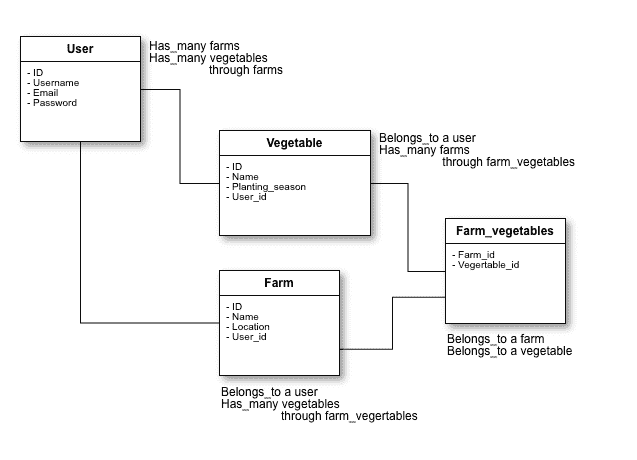 User
- ID
- Username
- Email
- Password
Has_many farms
Has_many vegetables
through farms
Vegetable
- ID
- Name
- Planting_season
- User_id
Belongs_to a user
Has_many farms
through farm_vegetables
Farm_vegetables
- Farm_id
- Vegertable_id
Belongs_to a farm
Belongs_to a vegetable
Farm
- ID
- Name
- Location
- User_id
Belongs_to a user
Has_many vegetables
through farm_vegertables